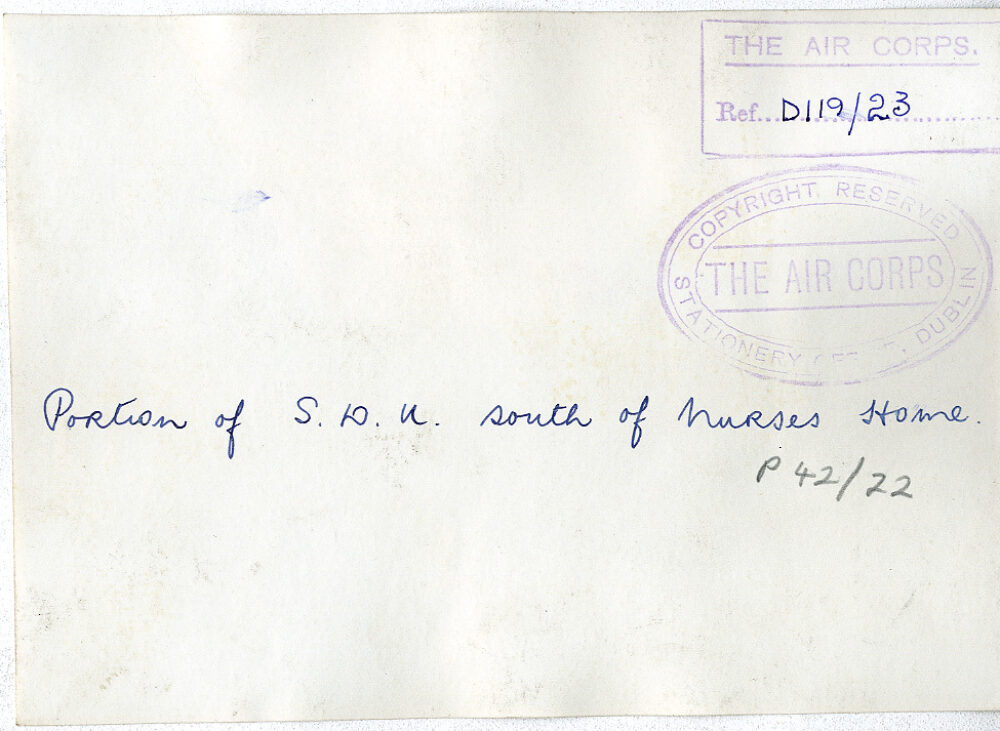 THE AIR CORPS.
Ref. D119/23
COPYRIGHT RESERVED
THE AIR CORPS
STATIONERY DUBLIN
Portion of S.D.U. south of Nurses Home.
P 42/22